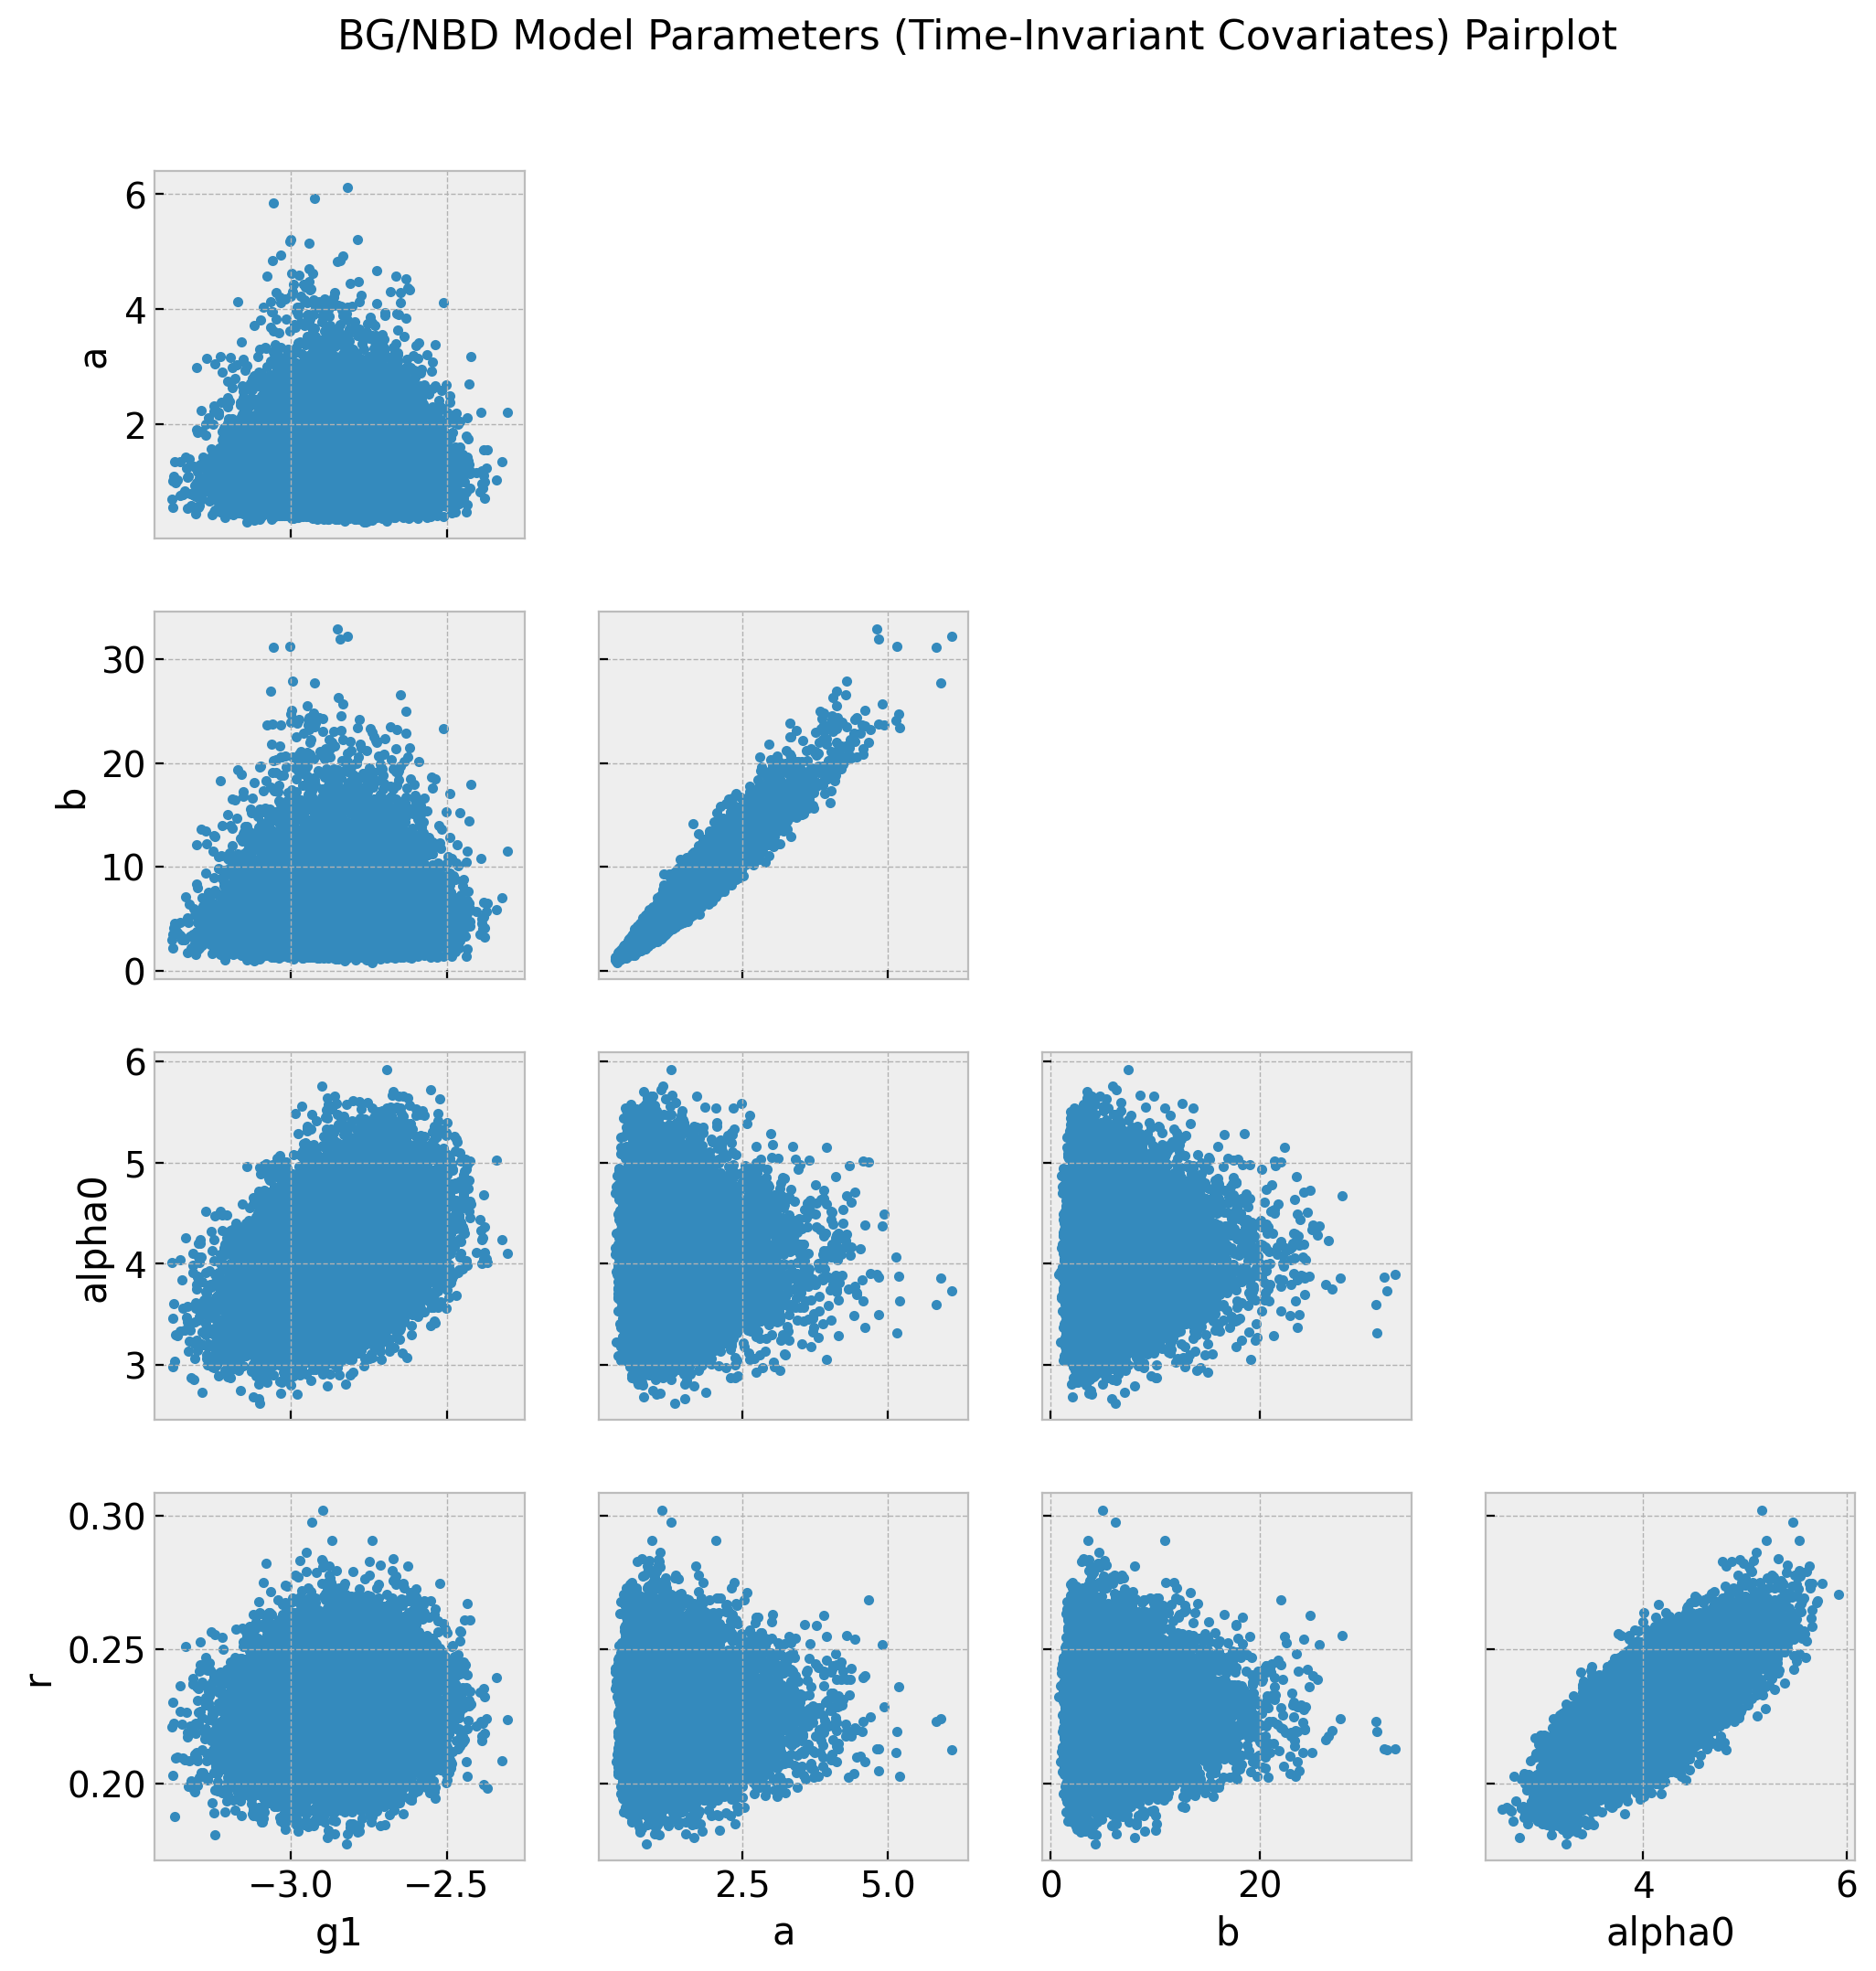 BG/NBD Model Parameters (Time-Invariant Covariates) Pairplot
6
4
2
a
30
20
10
0
b
6
5
4
3
alpha0
0.30
0.25
0.20
r
−3.0 −2.5 2.5 5.0 0 20 4 6
g1 a b alpha0